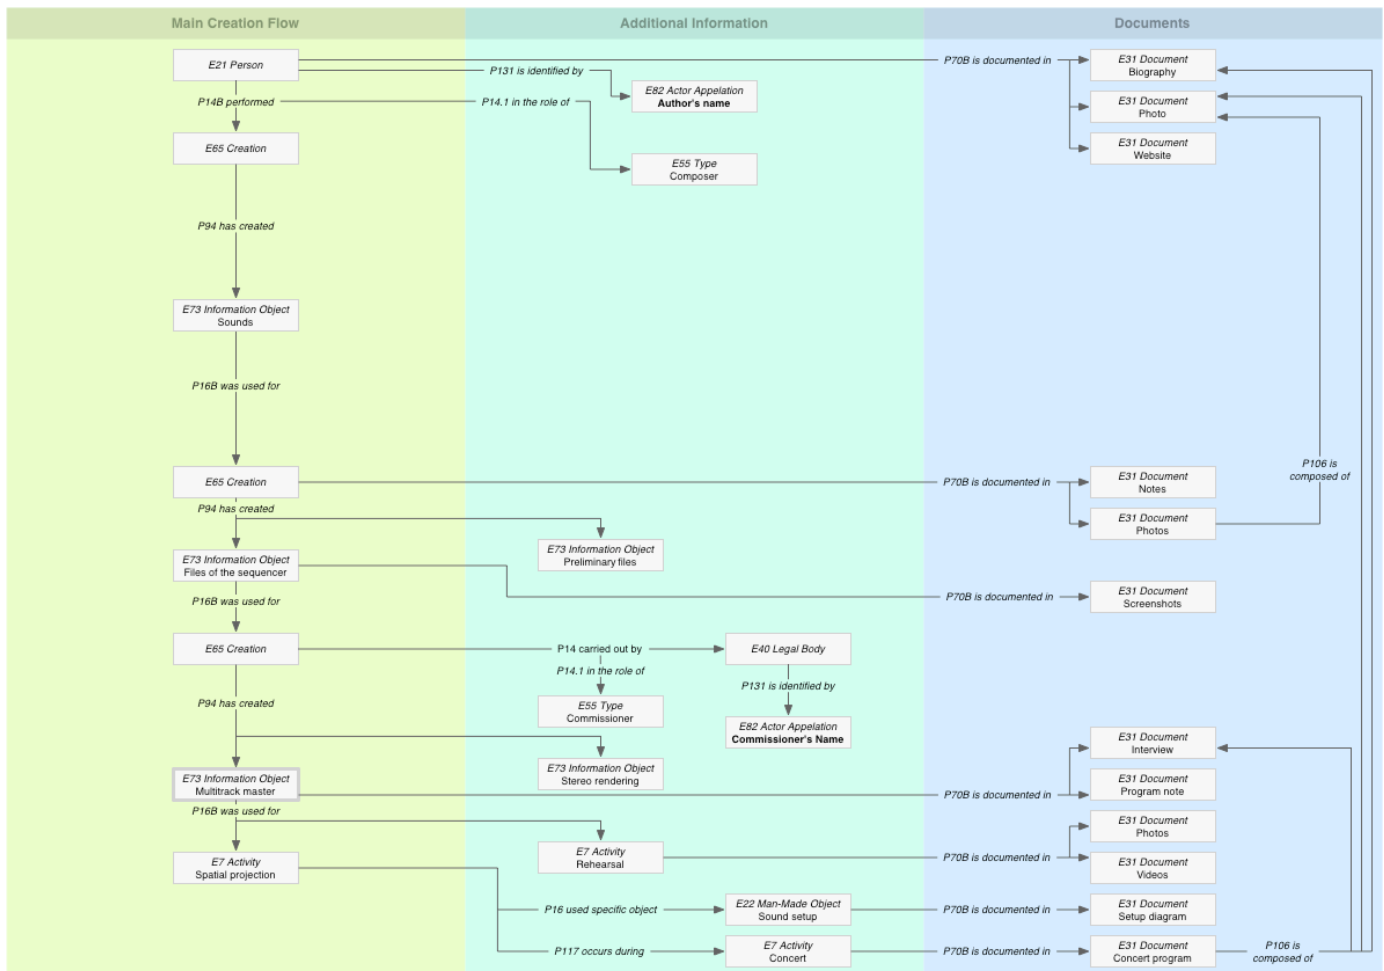 Main Creation Flow
Additional Information
Documents
E21 Person
P131 is identified by
P70B is documented in
E31 Document
Biography
P14B performed
P14.1 in the role of
E82 Actor Appelation
Author's name
E31 Document
Photo
E65 Creation
E55 Type
Composer
E31 Document
Website
P94 has created
E73 Information Object
Sounds
P16B was used for
P106 is
composed of
E65 Creation
P70B is documented in
E31 Document
Notes
P94 has created
E31 Document
Photos
E73 Information Object
Files of the sequencer
E73 Information Object
Preliminary files
P16B was used for
P70B is documented in
E31 Document
Screenshots
E65 Creation
P14 carried out by
E40 Legal Body
P14.1 in the role of
P131 is identified by
P94 has created
E55 Type
Commissioner
E82 Actor Appelation
Commissioner's Name
E31 Document
Interview
E73 Information Object
Multitrack master
E73 Information Object
Stereo rendering
P70B is documented in
E31 Document
Program note
P16B was used for
E31 Document
Photos
E7 Activity
Spatial projection
E7 Activity
Rehearsal
P70B is documented in
E31 Document
Videos
P16 used specific object
E22 Man-Made Object
Sound setup
P70B is documented in
E31 Document
Setup diagram
P117 occurs during
E7 Activity
Concert
P70B is documented in
E31 Document
Concert program
P106 is
composed of